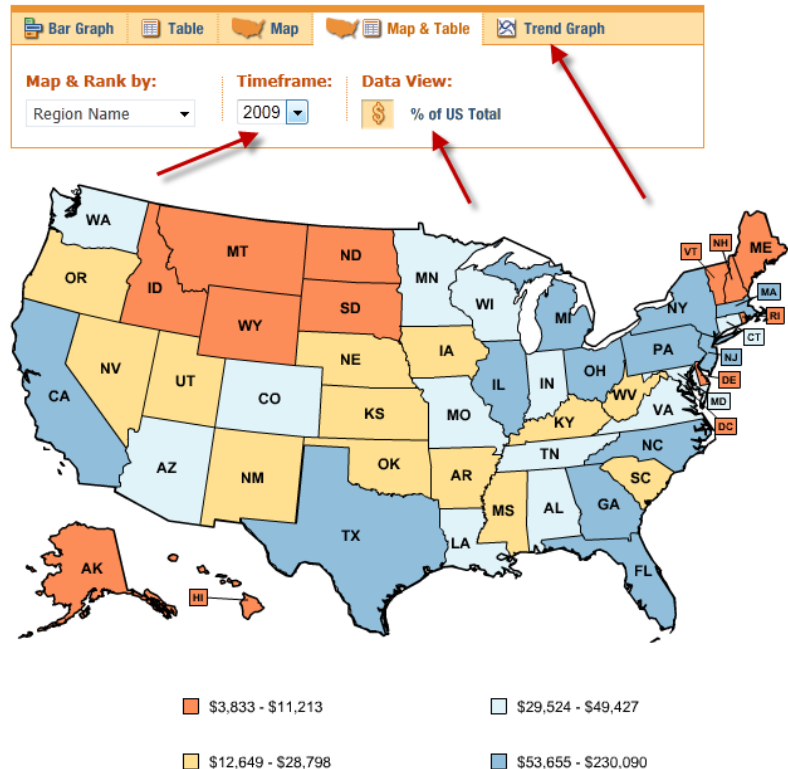 Bar Graph Table Map Map & Table Trend Graph
Map & Rank by: Timeframe: Data View:
Region Name 2009 $ % of US Total
WA
MT
ND
MN
VT
NH
ME
OR
ID
SD
WI
MI
NY
MA
RI
WY
CT
NV
UT
NE
IA
IL
IN
OH
PA
NJ
DE
MD
CA
CO
KS
MO
KY
WV
VA
DC
AZ
NM
OK
AR
TN
NC
SC
TX
LA
MS
AL
GA
FL
AK
HI
$3,833 - $11,213 $29,524 - $49,427
$12,649 - $28,798 $53,655 - $230,090